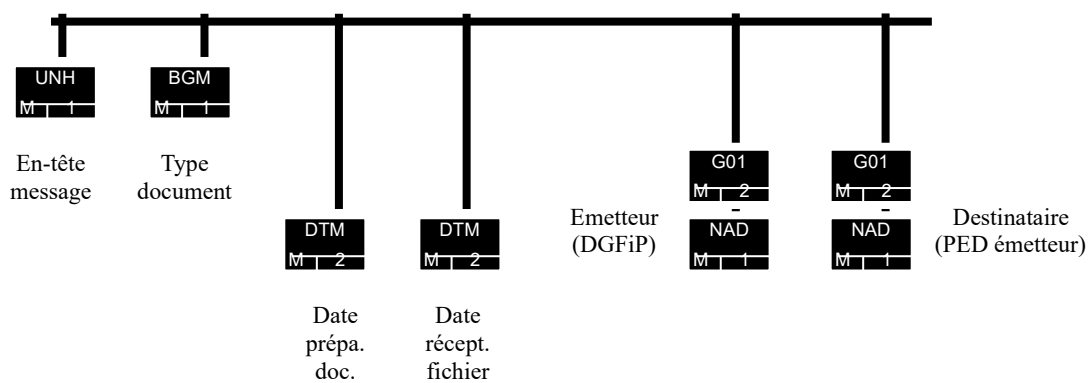 UNH
M 1
En-tête
message
BGM
M 1
Type
document
DTM
M 2
Date
prépa.
doc.
DTM
M 2
Date
récept.
fichier
Emetteur
(DGFiP)
G01
M 2
NAD
M 1
G01
M 2
NAD
M 1
Destinataire
(PED émetteur)